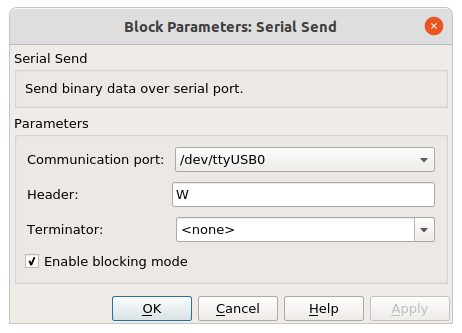 Block Parameters: Serial Send
Serial Send
Send binary data over serial port.
Parameters
Communication port: /dev/ttyUSB0
Header: W
Terminator: <none>
Enable blocking mode
OK Cancel Help Apply